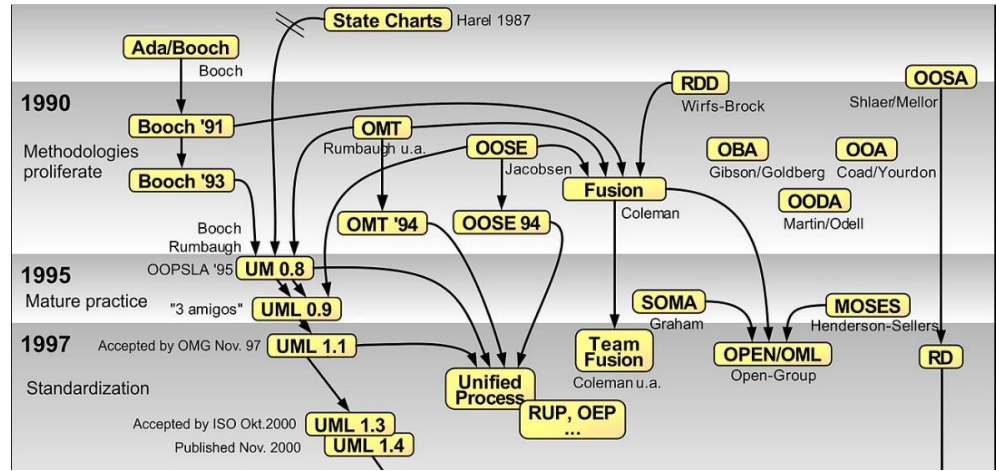 State Charts Harel 1987
Ada/Booch
Booch
RDD
Wirfs-Brock
OOSA
Shlaer/Mellor
1990
Booch '91
OMT
Rumbaugh u.a.
OOSE
Jacobsen
OBA
Gibson/Goldberg
OOA
Coad/Yourdon
Methodologies
proliferate
Booch '93
Fusion
Coleman
OODA
Martin/Odell
OMT '94
OOSE 94
Booch
Rumbaugh
OOPSLA '95 UM 0.8
1995
Mature practice
"3 amigos" UML 0.9
SOMA
Graham
MOSES
Henderson-Sellers
1997
Accepted by OMG Nov. 97 UML 1.1
Team
Fusion
Coleman u.a.
OPEN/OML
Open-Group
RD
Standardization
Unified
Process
RUP, OEP
...
Accepted by ISO Okt.2000 UML 1.3
Published Nov. 2000 UML 1.4